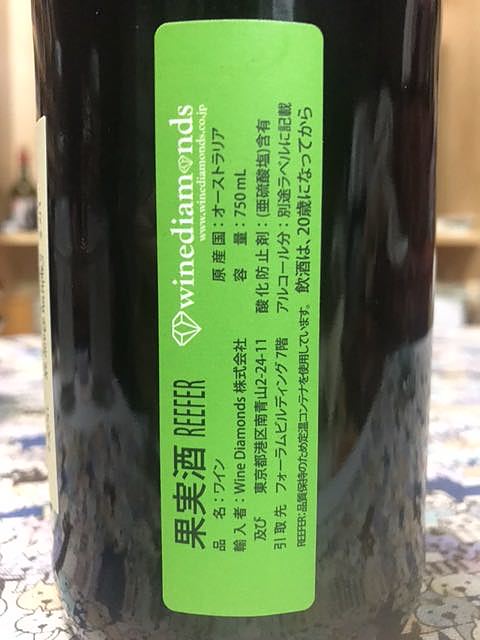 果実酒 REEFER
winediamonds
www.winediamonds.co.jp
品名：ワイン
原産国：オーストラリア
輸入者：Wine Diamonds 株式会社
容量：750mL
及び 東京都港区南青山2-24-11
酸化防止剤：(亜硫酸塩)含有
引取先 フォーラムビルディング7階
アルコール分：別途ラベルに記載
REEFER：品質保持のため定温コンテナを使用しています。 飲酒は、20歳になってから